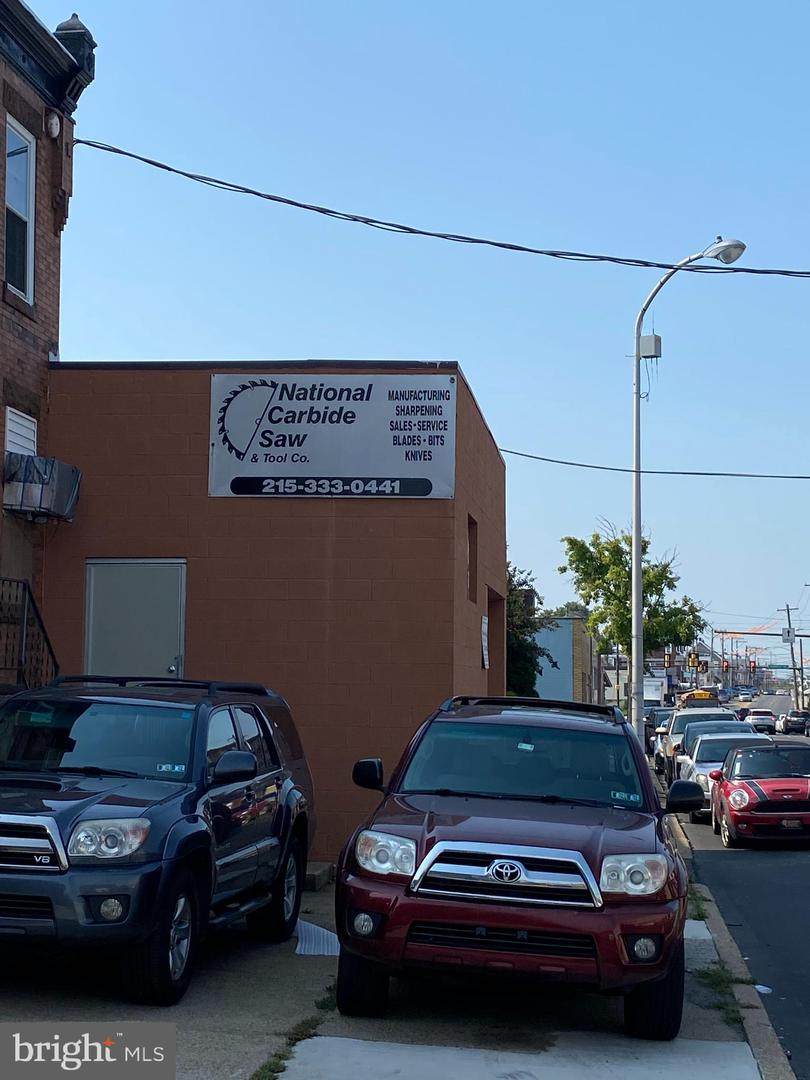 National
Carbide
Saw
& Tool Co.
MANUFACTURING
SHARPENING
SALES•SERVICE
BLADES•BITS
KNIVES
215-333-0441
V8
bright MLS